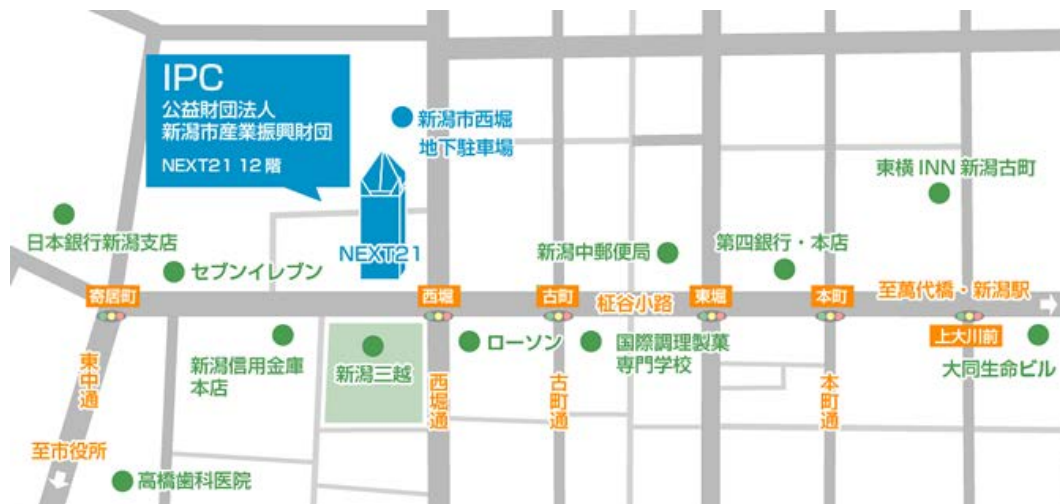 IPC
公益財団法人
新潟市産業振興財団
NEXT21 12階
新潟市西堀
地下駐車場
東横INN新潟古町
日本銀行新潟支店
セブンイレブン
NEXT21
新潟中郵便局
第四銀行・本店
寄居町
西堀
古町
柾谷小路
東堀
本町
至萬代橋・新潟駅
上大川前
東中通
新潟信用金庫
本店
新潟三越
西堀通
ローソン
古町通
国際調理製菓
専門学校
本町通
大同生命ビル
至市役所
高橋歯科医院